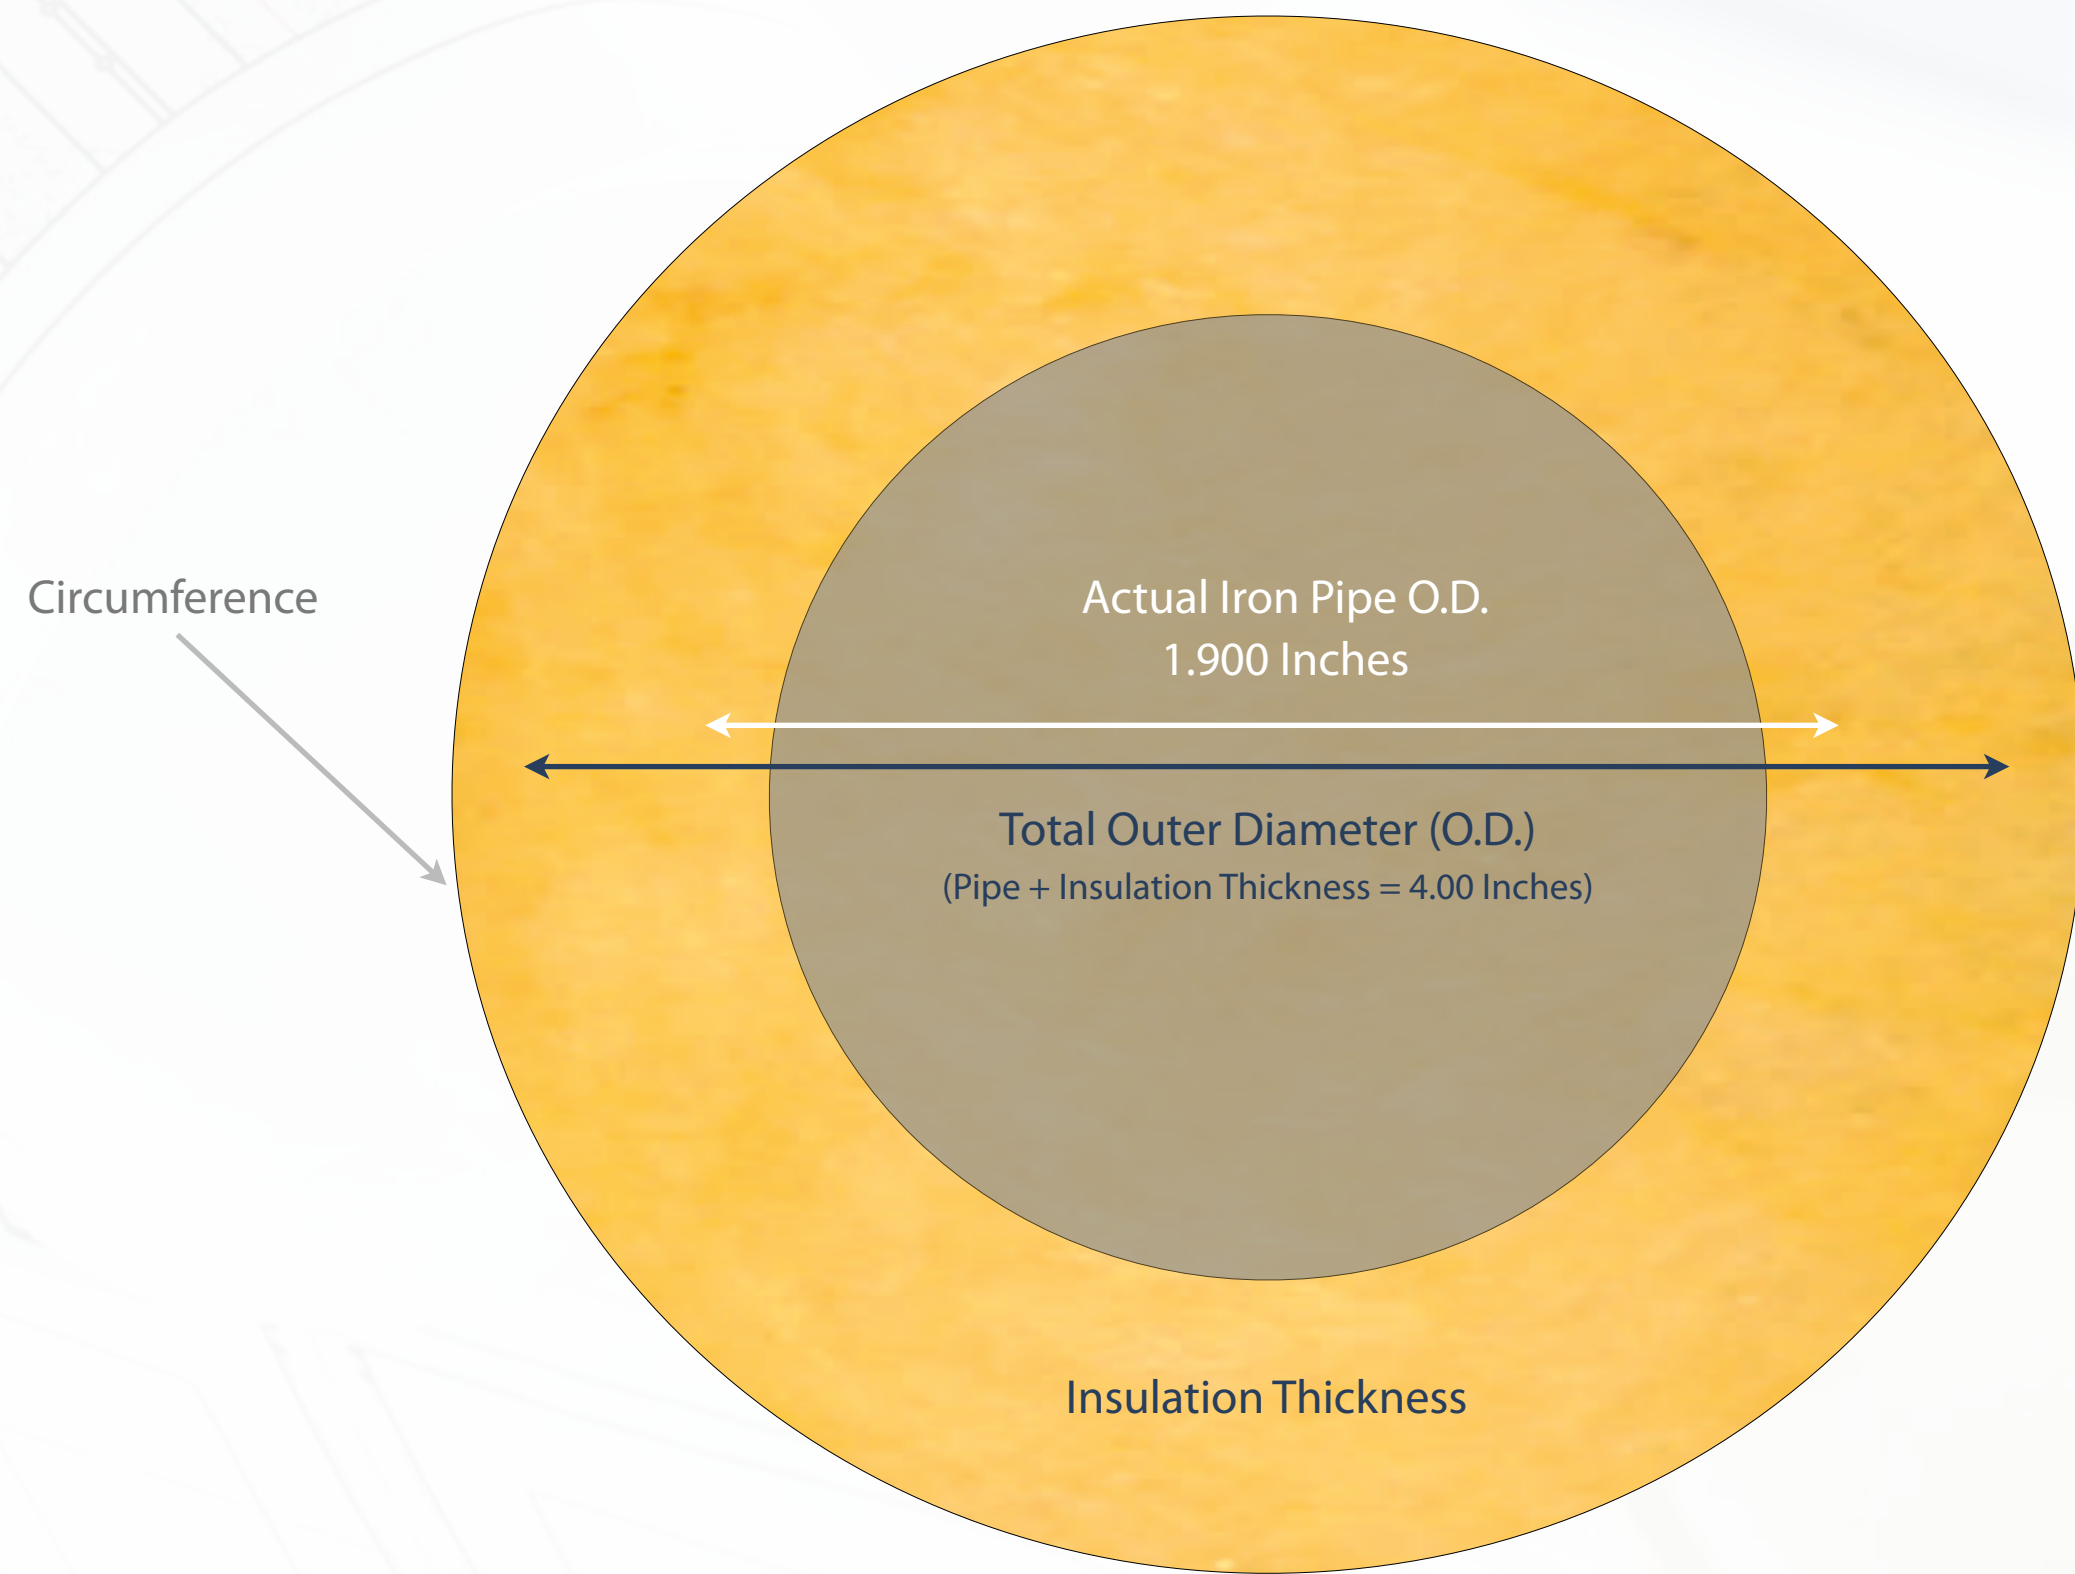 Circumference
Actual Iron Pipe O.D.
1.900 Inches
Total Outer Diameter (O.D.)
(Pipe + Insulation Thickness = 4.00 Inches)
Insulation Thickness